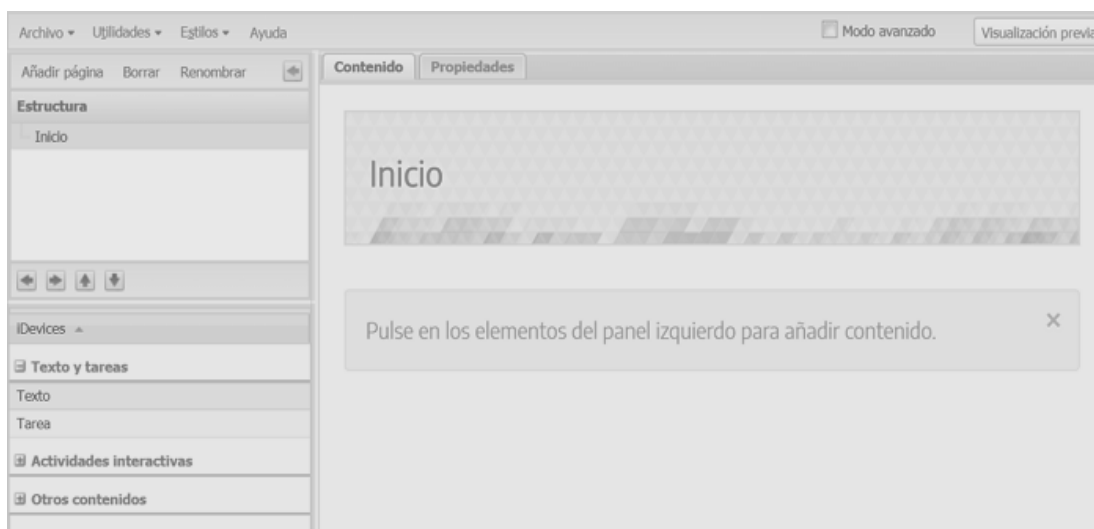 Archivo Utilidades Estilos Ayuda
Modo avanzado
Visualización previa
Añadir página Borrar Renombrar
Contenido Propiedades
Estructura
Inicio
Inicio
Pulse en los elementos del panel izquierdo para añadir contenido.
iDevices
Texto y tareas
Texto
Tarea
Actividades interactivas
Otros contenidos